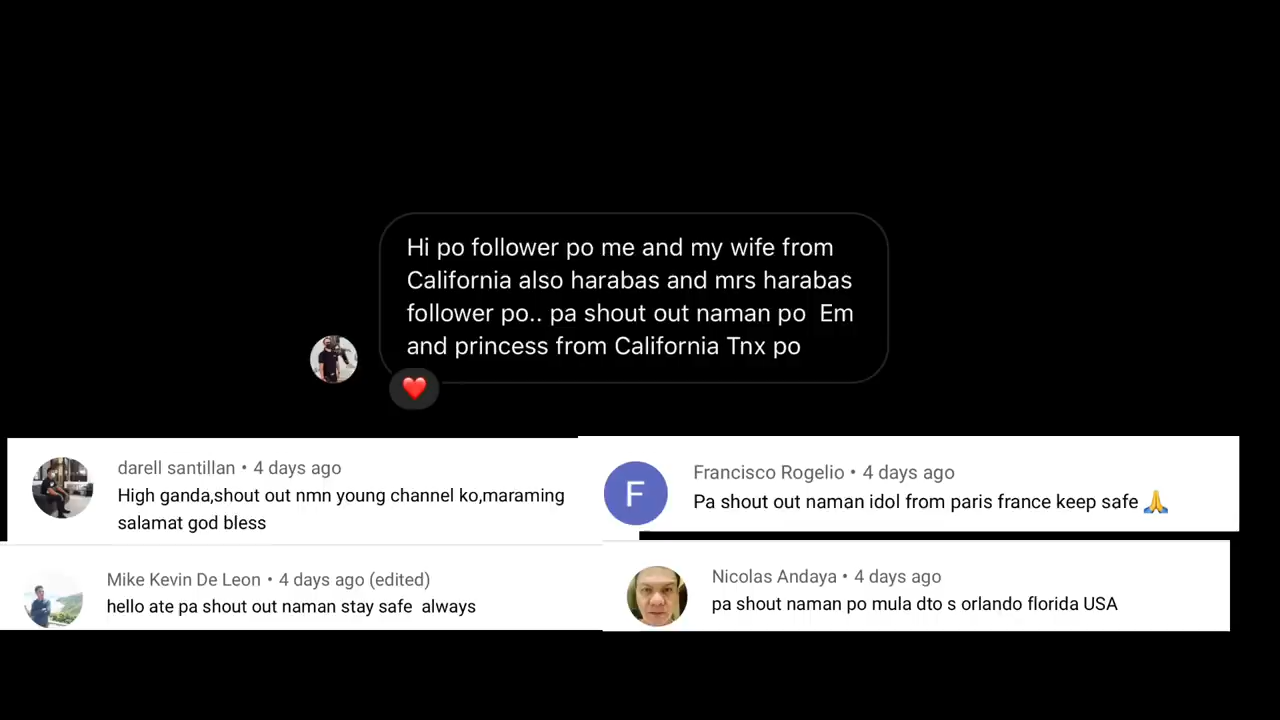 Hi po follower po me and my wife from
California also harabas and mrs harabas
follower po.. pa shout out naman po  Em
and princess from California Tnx po
darell santillan • 4 days ago
High ganda,shout out nmn young channel ko,maraming
salamat god bless
Francisco Rogelio • 4 days ago
Pa shout out naman idol from paris france keep safe 🙏
Mike Kevin De Leon • 4 days ago (edited)
hello ate pa shout out naman stay safe  always
Nicolas Andaya • 4 days ago
pa shout naman po mula dto s orlando florida USA
F